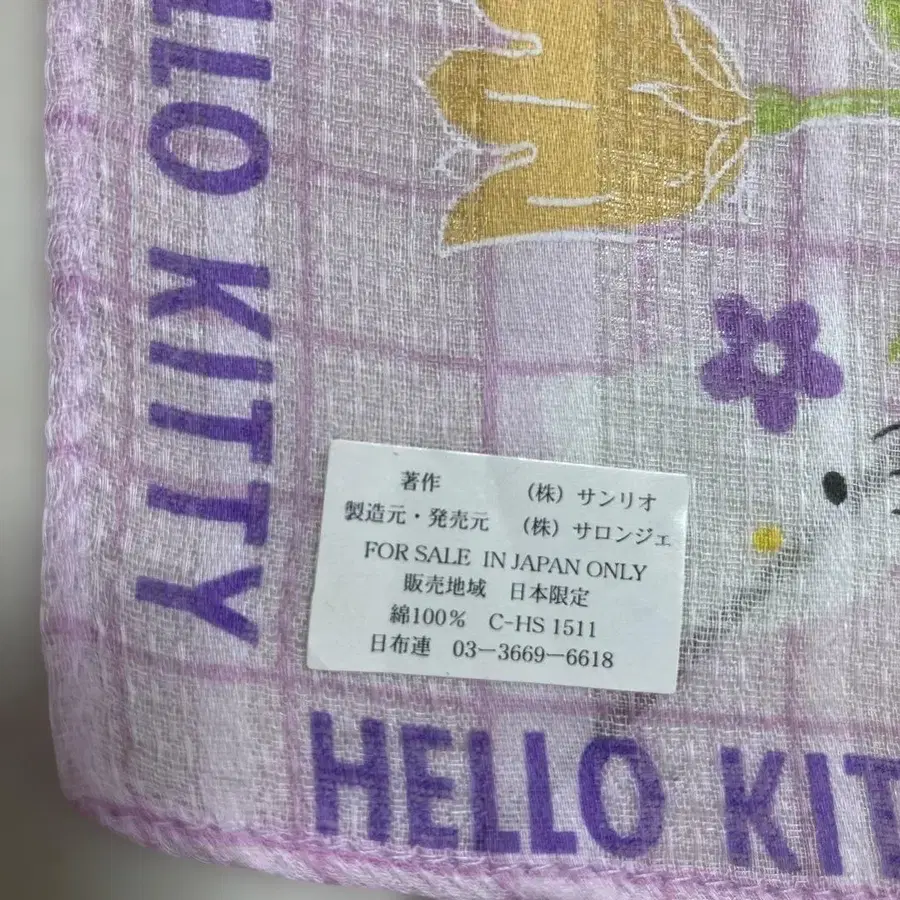 LLO KITTY
著作 (株) サンリオ
製造元・発売元 (株) サロンジェ
FOR SALE IN JAPAN ONLY
販売地域 日本限定
綿100% C-HS 1511
日布連 03-3669-6618
HELLO KIT